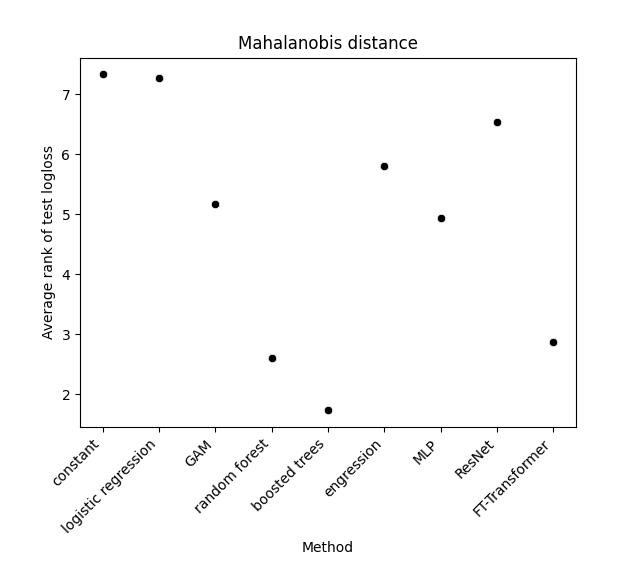 Mahalanobis distance
Average rank of test logloss
7
6
5
4
3
2
constant
logistic regression
GAM
random forest
boosted trees
engression
MLP
ResNet
FT-Transformer
Method